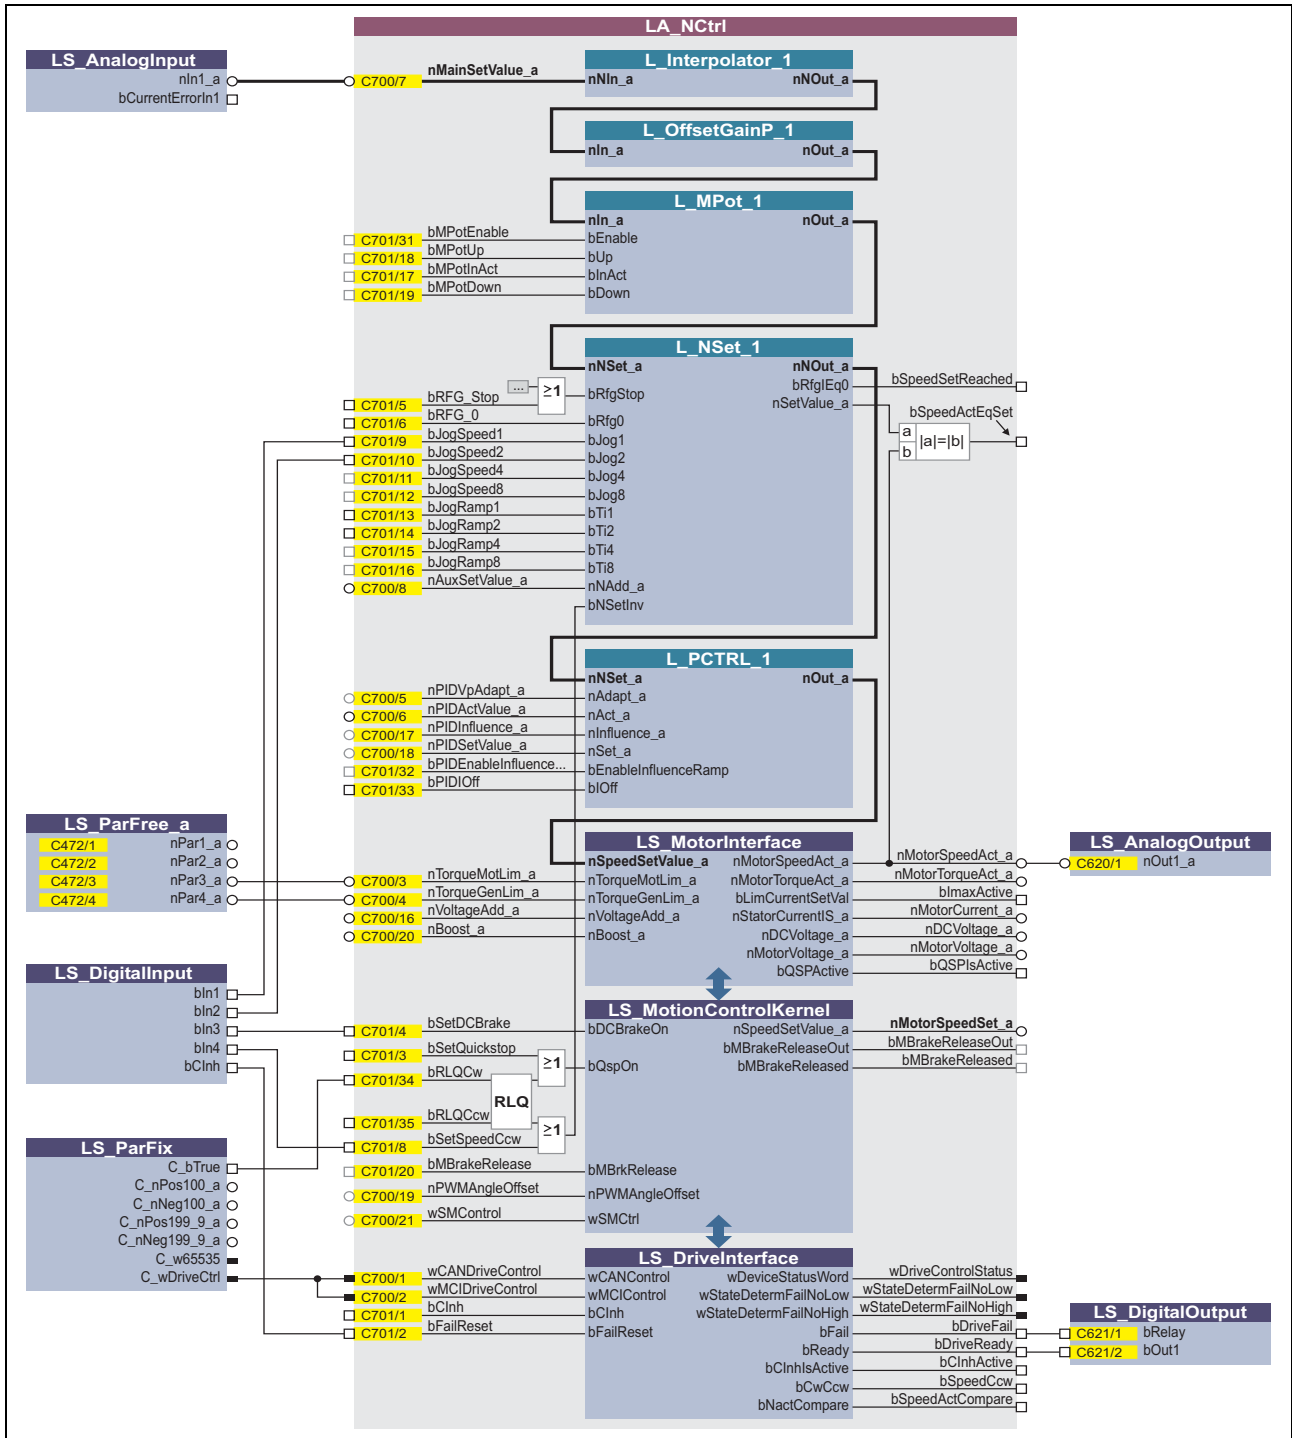 LA_NCtrl
LS_AnalogInput
nIn1_a
bCurrentErrorIn1
C700/7
nMainSetValue_a
L_Interpolator_1
nNIn_a
nNOut_a
L_OffsetGainP_1
nIn_a
nOut_a
L_MPot_1
nIn_a
nOut_a
C701/31 bMPotEnable bEnable
C701/18 bMPotUp bUp
C701/17 bMPotInAct bInAct
C701/19 bMPotDown bDown
L_NSet_1
nNSet_a
nNOut_a
bRfgIEq0
bSpeedSetReached
nSetValue_a
bSpeedActEqSet
a
b
|a|=|b|
...
≥1
C701/5 bRFG_Stop bRfgStop
C701/6 bRFG_0 bRfg0
C701/9 bJogSpeed1 bJog1
C701/10 bJogSpeed2 bJog2
C701/11 bJogSpeed4 bJog4
C701/12 bJogSpeed8 bJog8
C701/13 bJogRamp1 bTi1
C701/14 bJogRamp2 bTi2
C701/15 bJogRamp4 bTi4
C701/16 bJogRamp8 bTi8
C700/8 nAuxSetValue_a nNAdd_a
bNSetInv
L_PCTRL_1
nNSet_a
nOut_a
C700/5 nPIDVpAdapt_a nAdapt_a
C700/6 nPIDActValue_a nAct_a
C700/17 nPIDInfluence_a nInfluence_a
C700/18 nPIDSetValue_a nSet_a
C701/32 bPIDEnableInfluence... bEnableInfluenceRamp
C701/33 bPIDIOff bIOff
LS_ParFree_a
C472/1 nPar1_a
C472/2 nPar2_a
C472/3 nPar3_a
C472/4 nPar4_a
LS_MotorInterface
nSpeedSetValue_a
C700/3 nTorqueMotLim_a nTorqueMotLim_a
C700/4 nTorqueGenLim_a nTorqueGenLim_a
C700/16 nVoltageAdd_a nVoltageAdd_a
C700/20 nBoost_a nBoost_a
nMotorSpeedAct_a nMotorSpeedAct_a
nMotorTorqueAct_a nMotorTorqueAct_a
bLimCurrentSetVal bImaxActive
nStatorCurrentIS_a nMotorCurrent_a
nDCVoltage_a nDCVoltage_a
nMotorVoltage_a nMotorVoltage_a
bQSPActive bQSPIsActive
LS_AnalogOutput
C620/1 nOut1_a
LS_DigitalInput
bIn1
bIn2
bIn3
bIn4
bCInh
LS_MotionControlKernel
C701/4 bSetDCBrake bDCBrakeOn
C701/3 bSetQuickstop
≥1
bQspOn
C701/34 bRLQCw
RLQ
C701/35 bRLQCcw
≥1
C701/8 bSetSpeedCcw
C701/20 bMBrakeRelease bMBrkRelease
C700/19 nPWMAngleOffset nPWMAngleOffset
C700/21 wSMControl wSMCtrl
nSpeedSetValue_a nMotorSpeedSet_a
bMBrakeReleaseOut bMBrakeReleaseOut
bMBrakeReleased bMBrakeReleased
LS_ParFix
C_bTrue
C_nPos100_a
C_nNeg100_a
C_nPos199_9_a
C_nNeg199_9_a
C_w65535
C_wDriveCtrl
LS_DriveInterface
C700/1 wCANDriveControl wCANControl
C700/2 wMCIDriveControl wMCIControl
C701/1 bCInh bCInh
C701/2 bFailReset bFailReset
wDeviceStatusWord wDriveControlStatus
wStateDetermFailNoLow wStateDetermFailNoLow
wStateDetermFailNoHigh wStateDetermFailNoHigh
bFail bDriveFail
bReady bDriveReady
bCInhIsActive bCInhActive
bCwCcw bSpeedCcw
bNactCompare bSpeedActCompare
LS_DigitalOutput
C621/1 bRelay
C621/2 bOut1